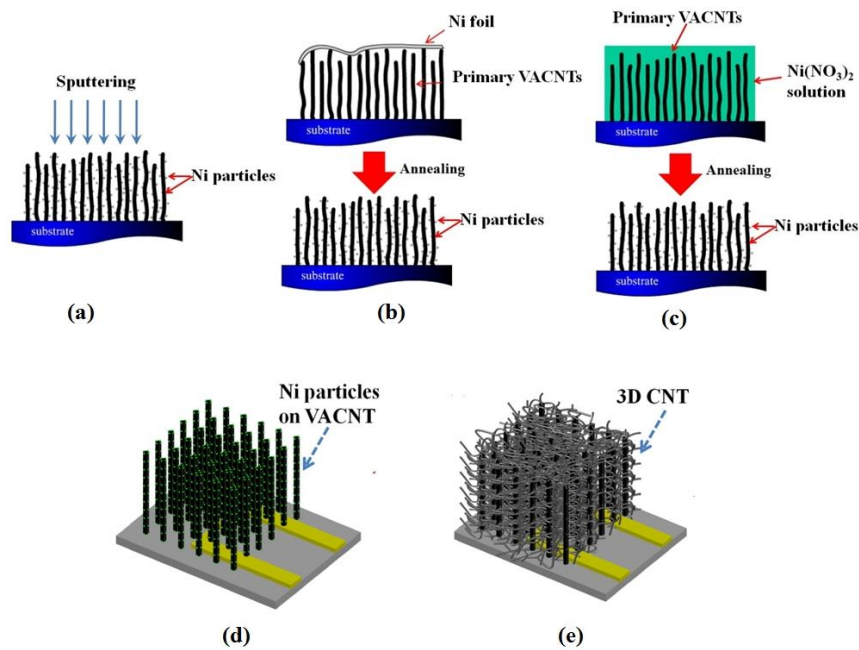 Sputtering
Ni particles
substrate
(a)
Ni foil
Primary VACNTs
substrate
Annealing
Ni particles
substrate
(b)
Primary VACNTs
Ni(NO₃)₂
solution
substrate
Annealing
Ni particles
substrate
(c)
Ni particles
on VACNT
(d)
3D CNT
(e)